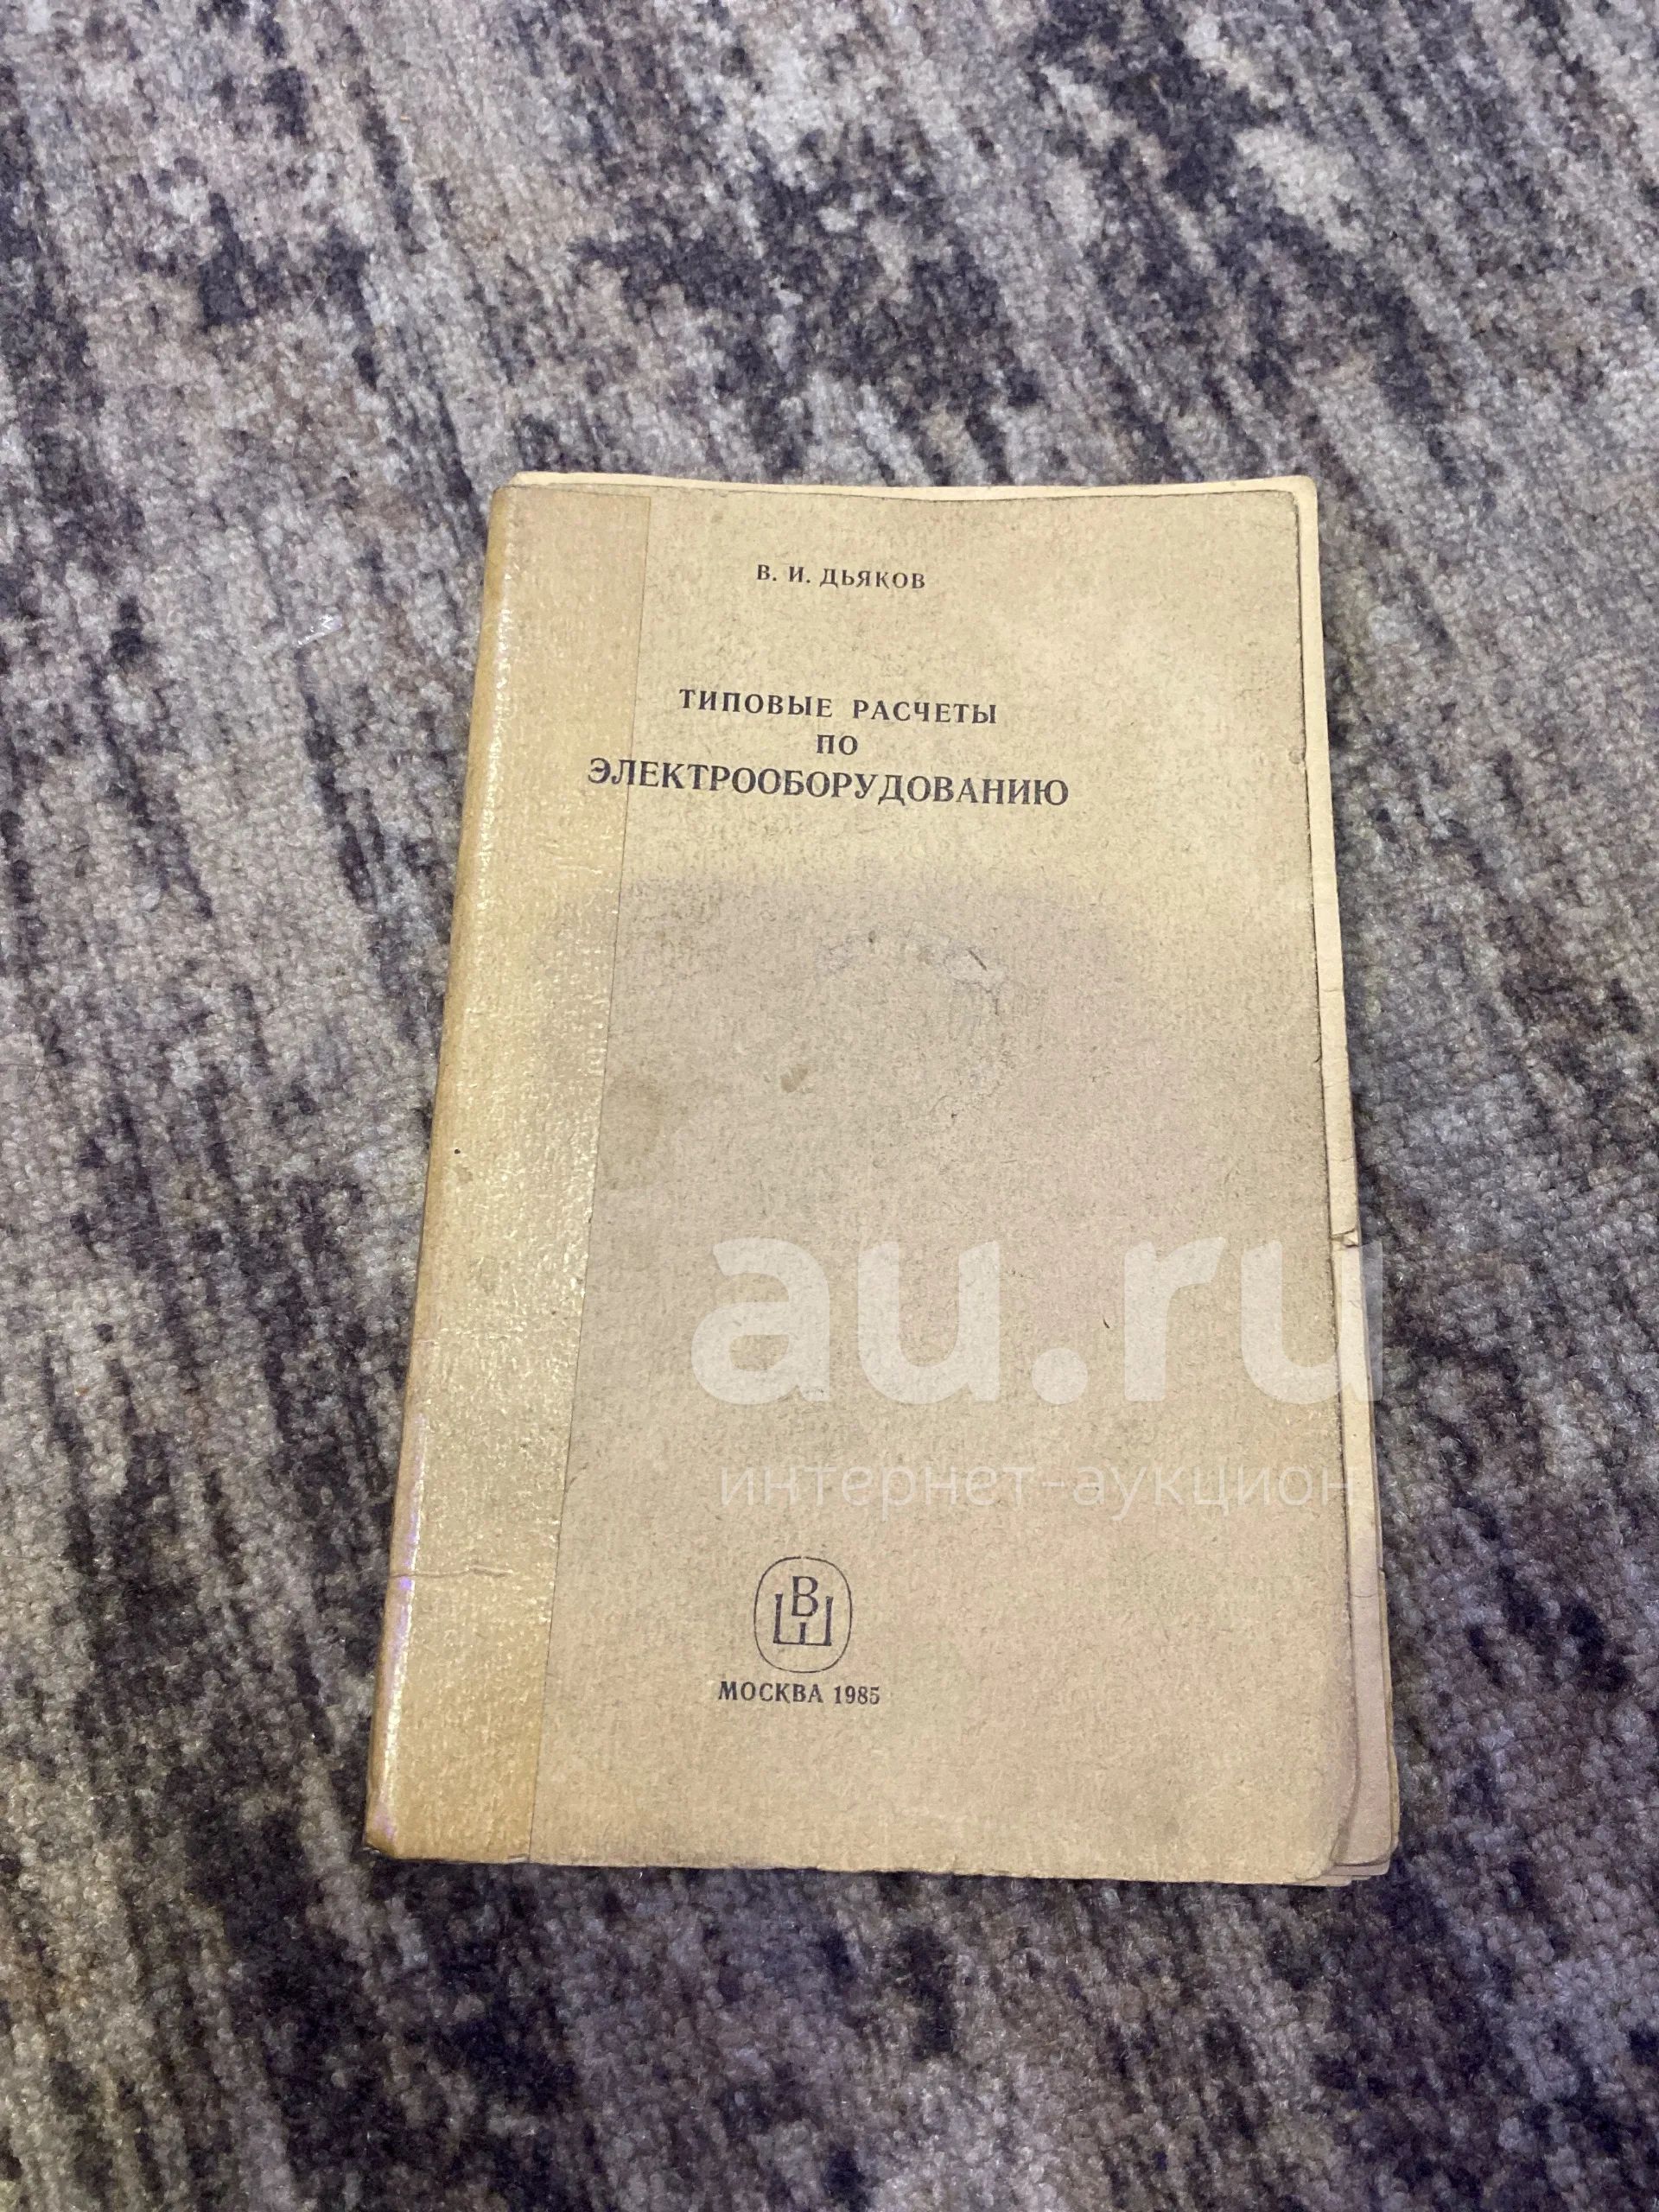 В. И. ДЬЯКОВ
ТИПОВЫЕ РАСЧЕТЫ
ПО
ЭЛЕКТРООБОРУДОВАНИЮ
au.ru
интернет-аукцион
ВШ
МОСКВА 1985